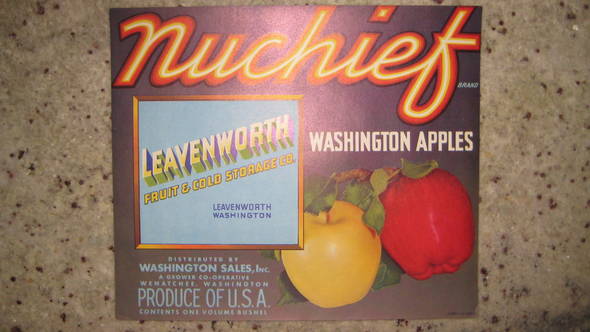 Nuchief
BRAND
WASHINGTON APPLES
LEAVENWORTH
FRUIT & COLD STORAGE CO.
LEAVENWORTH
WASHINGTON
DISTRIBUTED BY
WASHINGTON SALES, Inc.
A GROWER CO-OPERATIVE
WENATCHEE, WASHINGTON
PRODUCE OF U.S.A.
CONTENTS ONE VOLUME BUSHEL